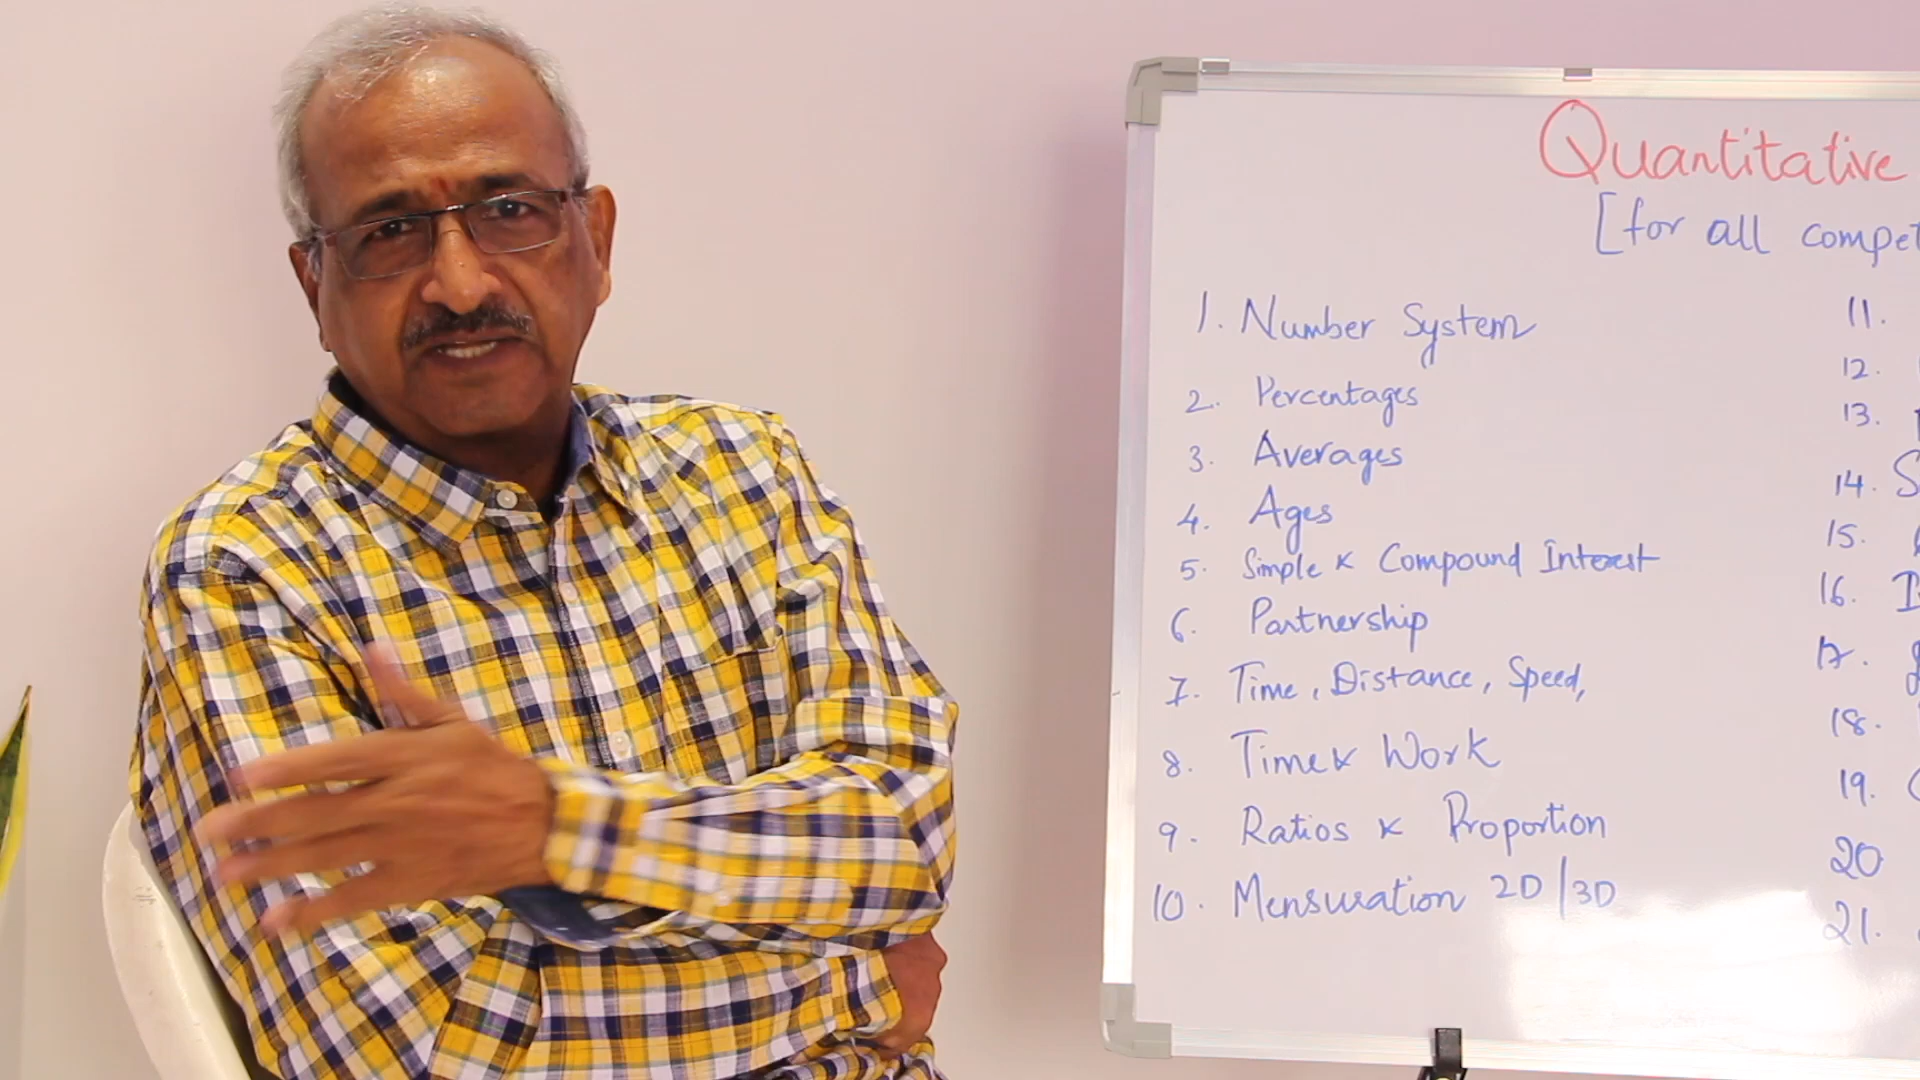 Quantitative
[for all compet
1. Number System
2. Percentages
3. Averages
4. Ages
5. Simple & Compound Interest
6. Partnership
7. Time, Distance, Speed,
8. Time & Work
9. Ratios & Proportion
10. Mensuration 2D/3D
11.
12.
13.
14. S
15.
16.
17.
18.
19.
20
21.